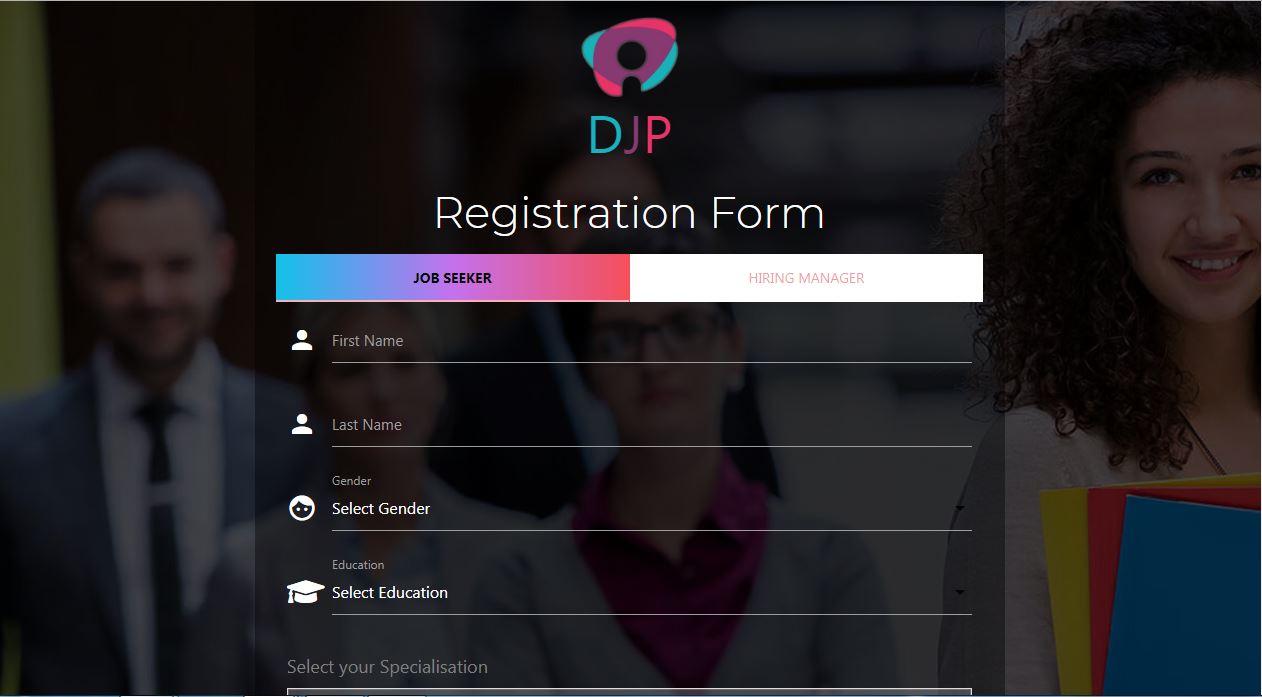 DJP
Registration Form
JOB SEEKER
HIRING MANAGER
First Name
Last Name
Gender
Select Gender
Education
Select Education
Select your Specialisation